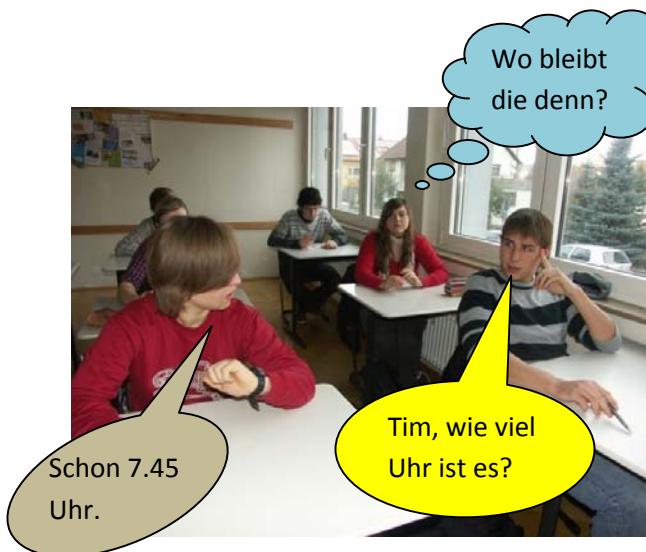 Wo bleibt
die denn?
Tim, wie viel
Uhr ist es?
Schon 7.45
Uhr.